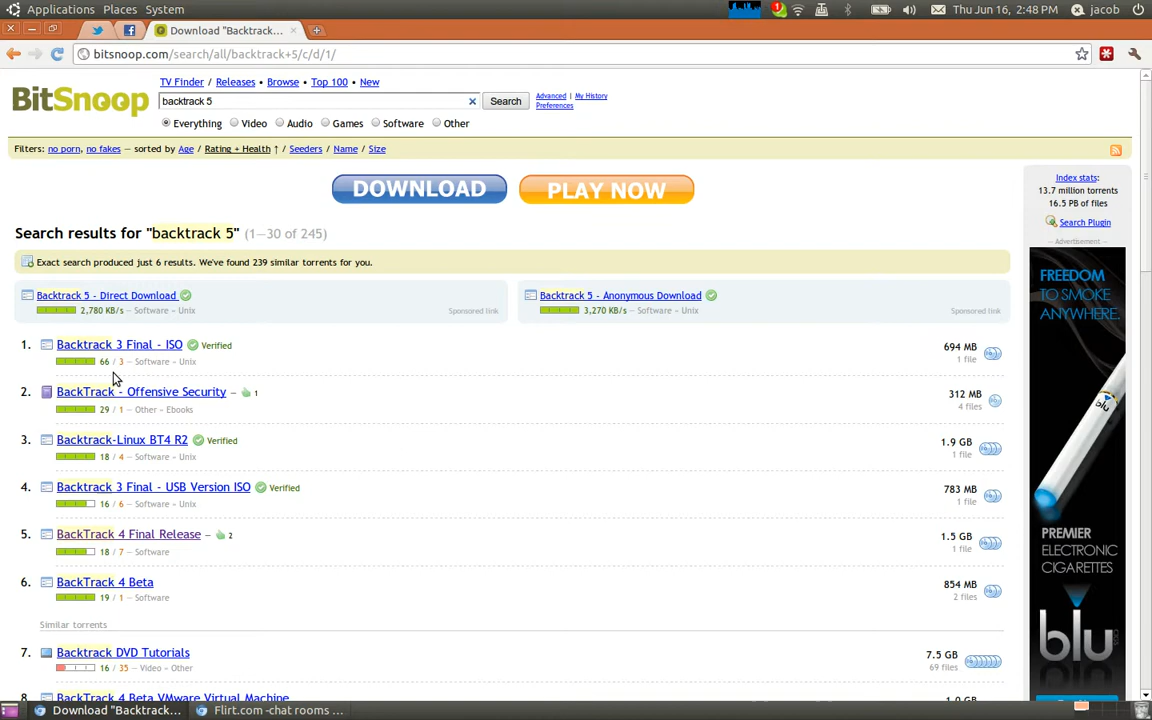 Applications Places System
Thu Jun 16, 2:48 PM jacob
Download "Backtrack...
bitsnoop.com/search/all/backtrack+5/c/d/1/
TV Finder / Releases • Browse • Top 100 • New
BitSnoop
backtrack 5 Search
Advanced | My History
Preferences
Everything Video Audio Games Software Other
Filters: no porn, no fakes — sorted by Age / Rating + Health ↑ / Seeders / Name / Size
DOWNLOAD PLAY NOW
Search results for "backtrack 5" (1—30 of 245)
Exact search produced just 6 results. We've found 239 similar torrents for you.
Backtrack 5 - Direct Download
2,780 KB/s – Software – Unix Sponsored link
Backtrack 5 - Anonymous Download
3,270 KB/s – Software – Unix Sponsored link
1. Backtrack 3 Final - ISO Verified 694 MB
66 / 3 — Software – Unix 1 file
2. BackTrack - Offensive Security — 1 312 MB
29 / 1 — Other – Ebooks 4 files
3. Backtrack-Linux BT4 R2 Verified 1.9 GB
18 / 4 — Software – Unix 1 file
4. Backtrack 3 Final - USB Version ISO Verified 783 MB
16 / 6 — Software – Unix 1 file
5. BackTrack 4 Final Release — 2 1.5 GB
18 / 7 — Software 1 file
6. BackTrack 4 Beta 854 MB
19 / 1 — Software 2 files
Similar torrents
7. Backtrack DVD Tutorials 7.5 GB
16 / 35 — Video – Other 69 files
8. Backtrack 4 Beta VMware Virtual Machine
Index stats:
13.7 million torrents
16.5 PB of files
Search Plugin
— Advertisement —
FREEDOM
TO SMOKE
ANYWHERE.
blu
PREMIER
ELECTRONIC
CIGARETTES
blu
Download "Backtrack... Flirt.com -chat rooms ...